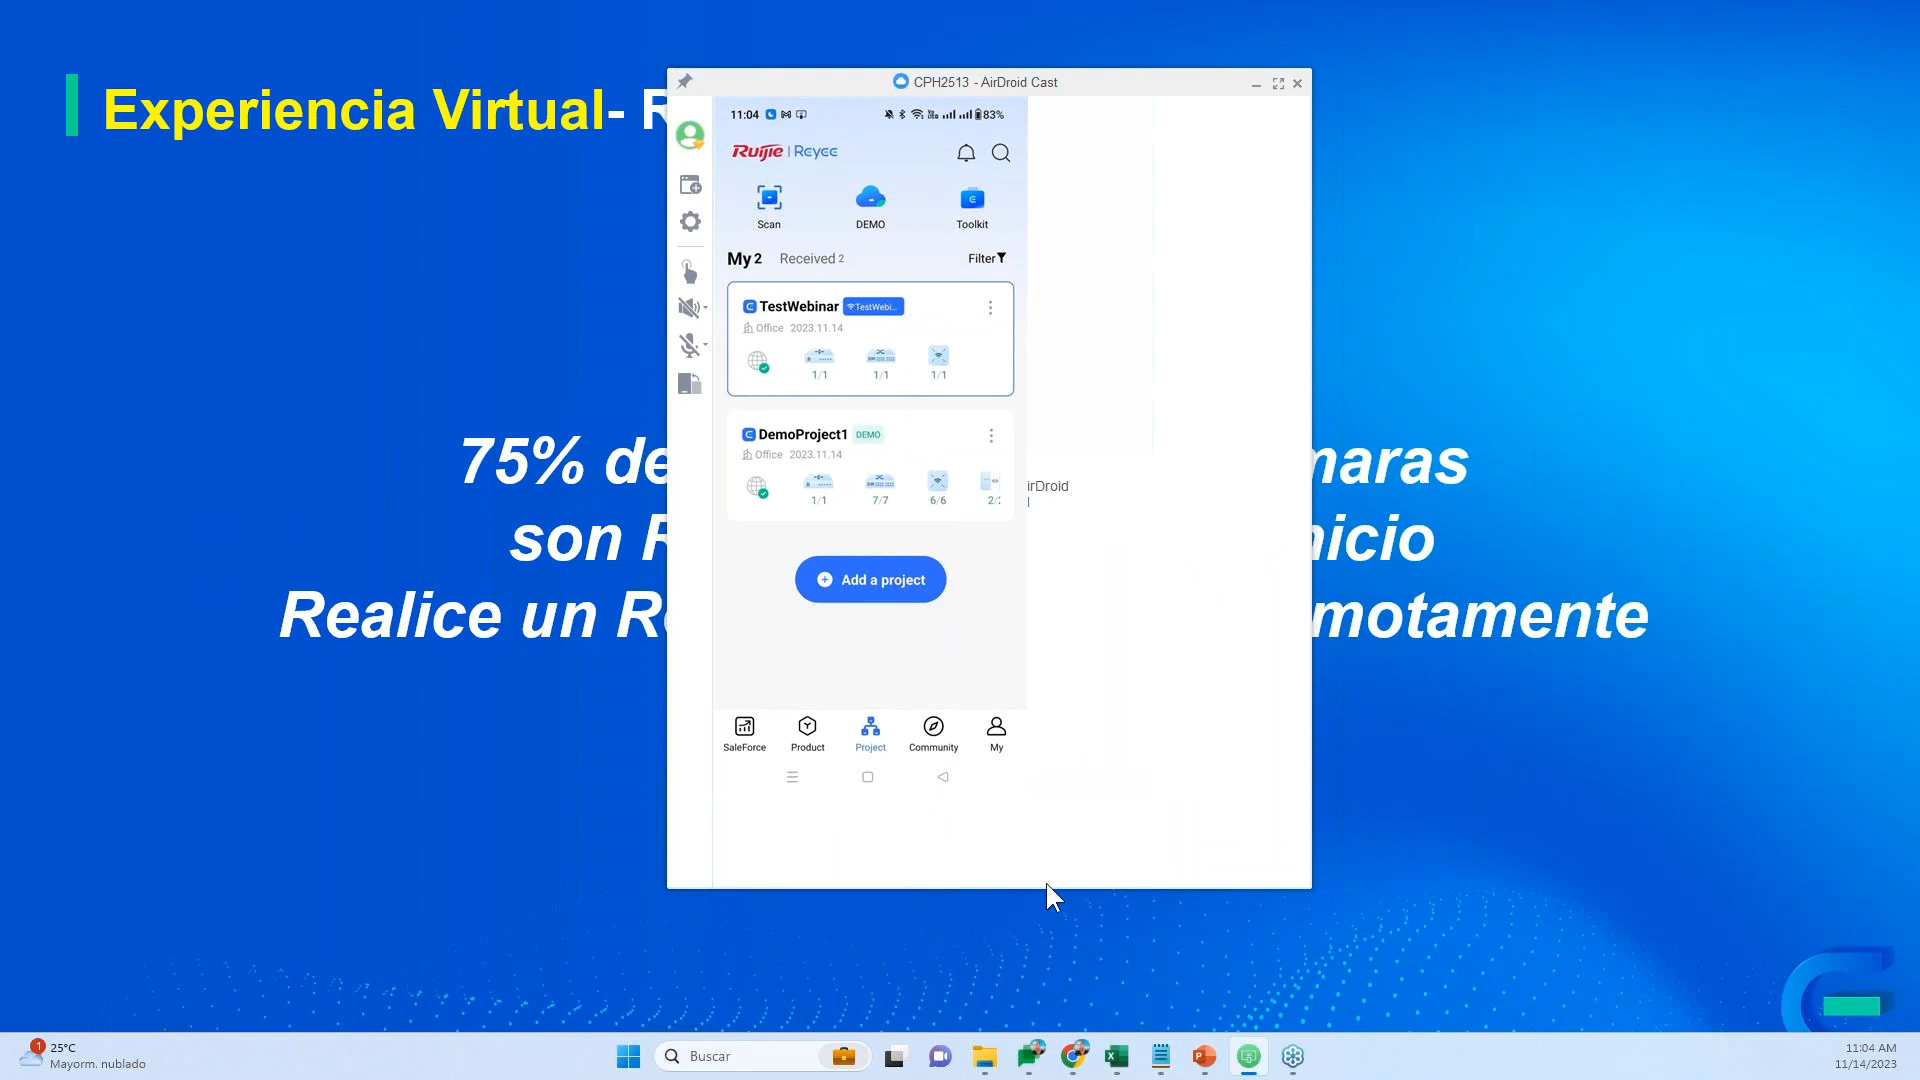 Experiencia Virtual-
CPH2513 - AirDroid Cast
11:04
83%
Ruijie | Reyee
Scan
DEMO
Toolkit
My 2
Received 2
Filter
TestWebinar
TestWebi...
Office 2023.11.14
1/1
1/1
1/1
DemoProject1
DEMO
Office 2023.11.14
1/1
7/7
6/6
Add a project
SaleForce
Product
Project
Community
My
irDroid
75% de
maras
son
nicio
Realice un
motamente
1
25°C
Mayorm. nublado
Buscar
11:04 AM
11/14/2023